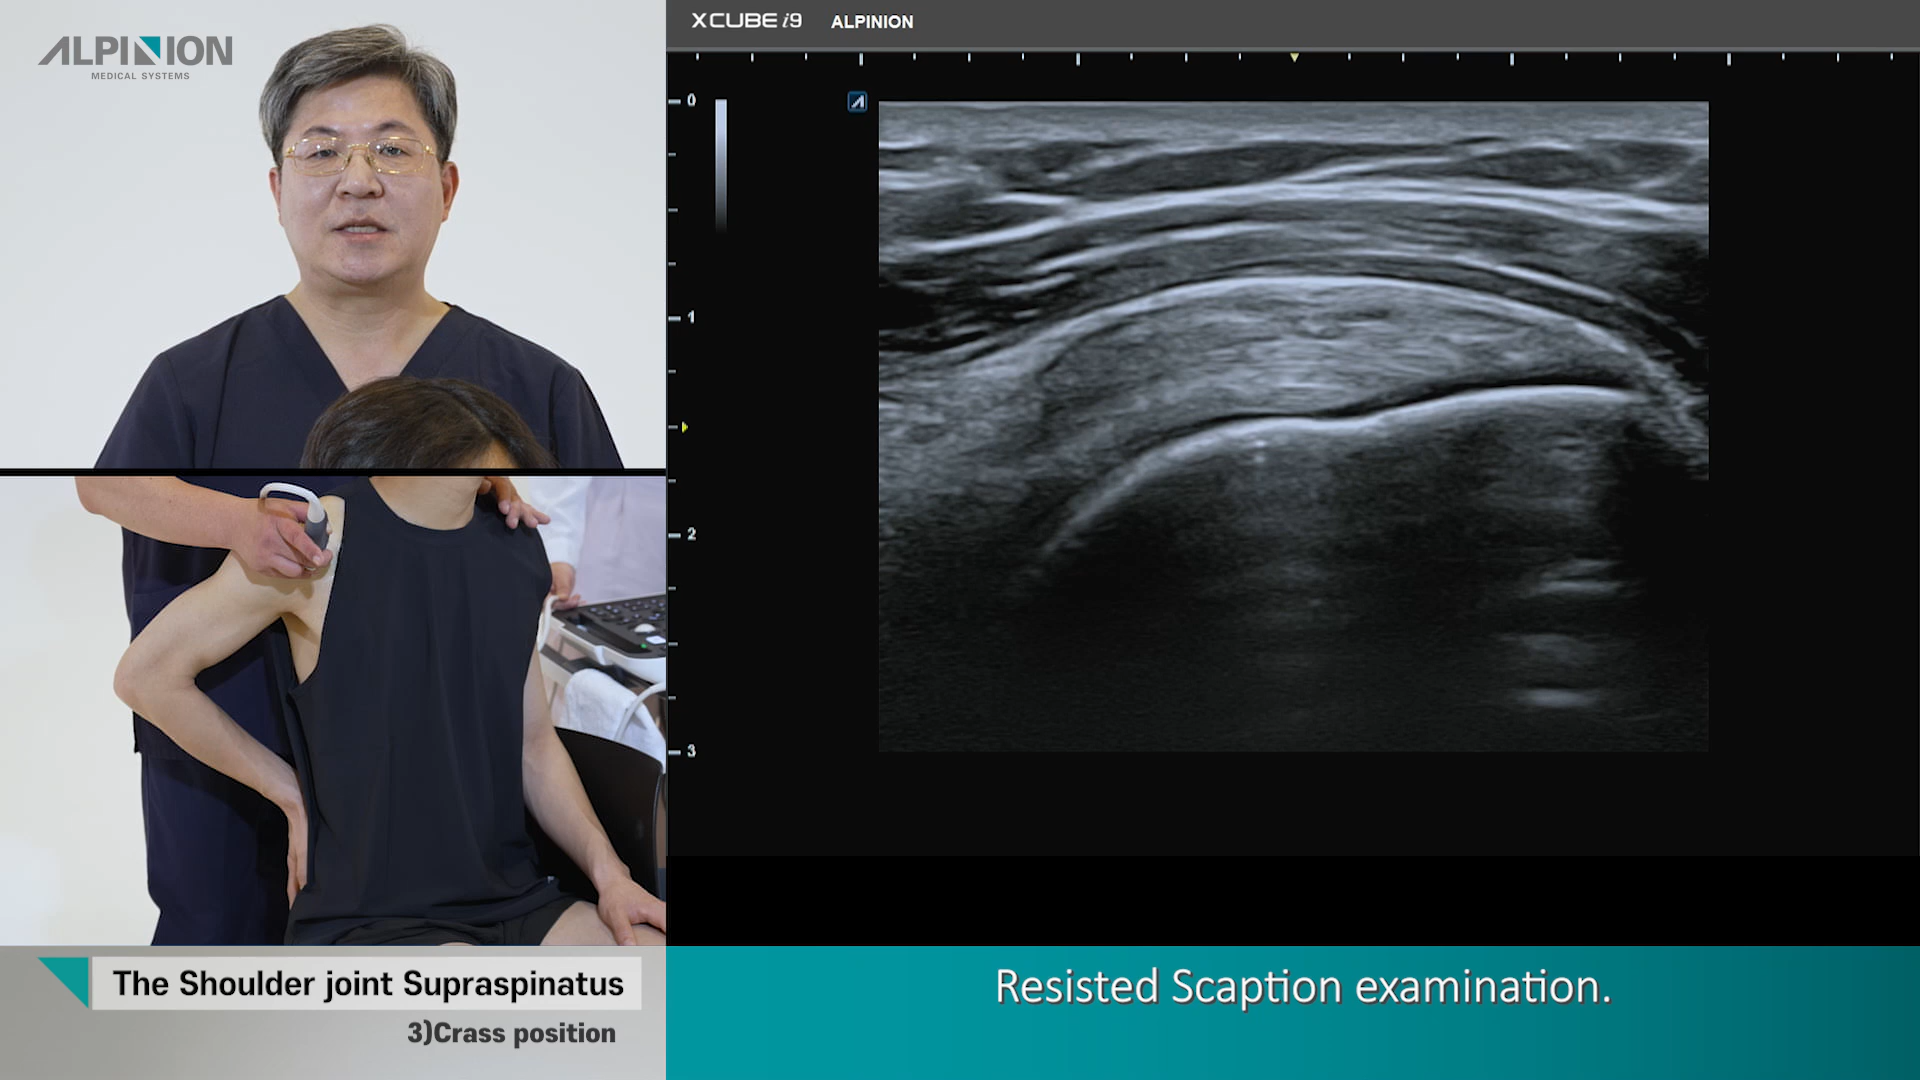 ALPINION
MEDICAL SYSTEMS
XCUBE i9 ALPINION
0
1
2
3
The Shoulder joint Supraspinatus
3)Crass position
Resisted Scaption examination.